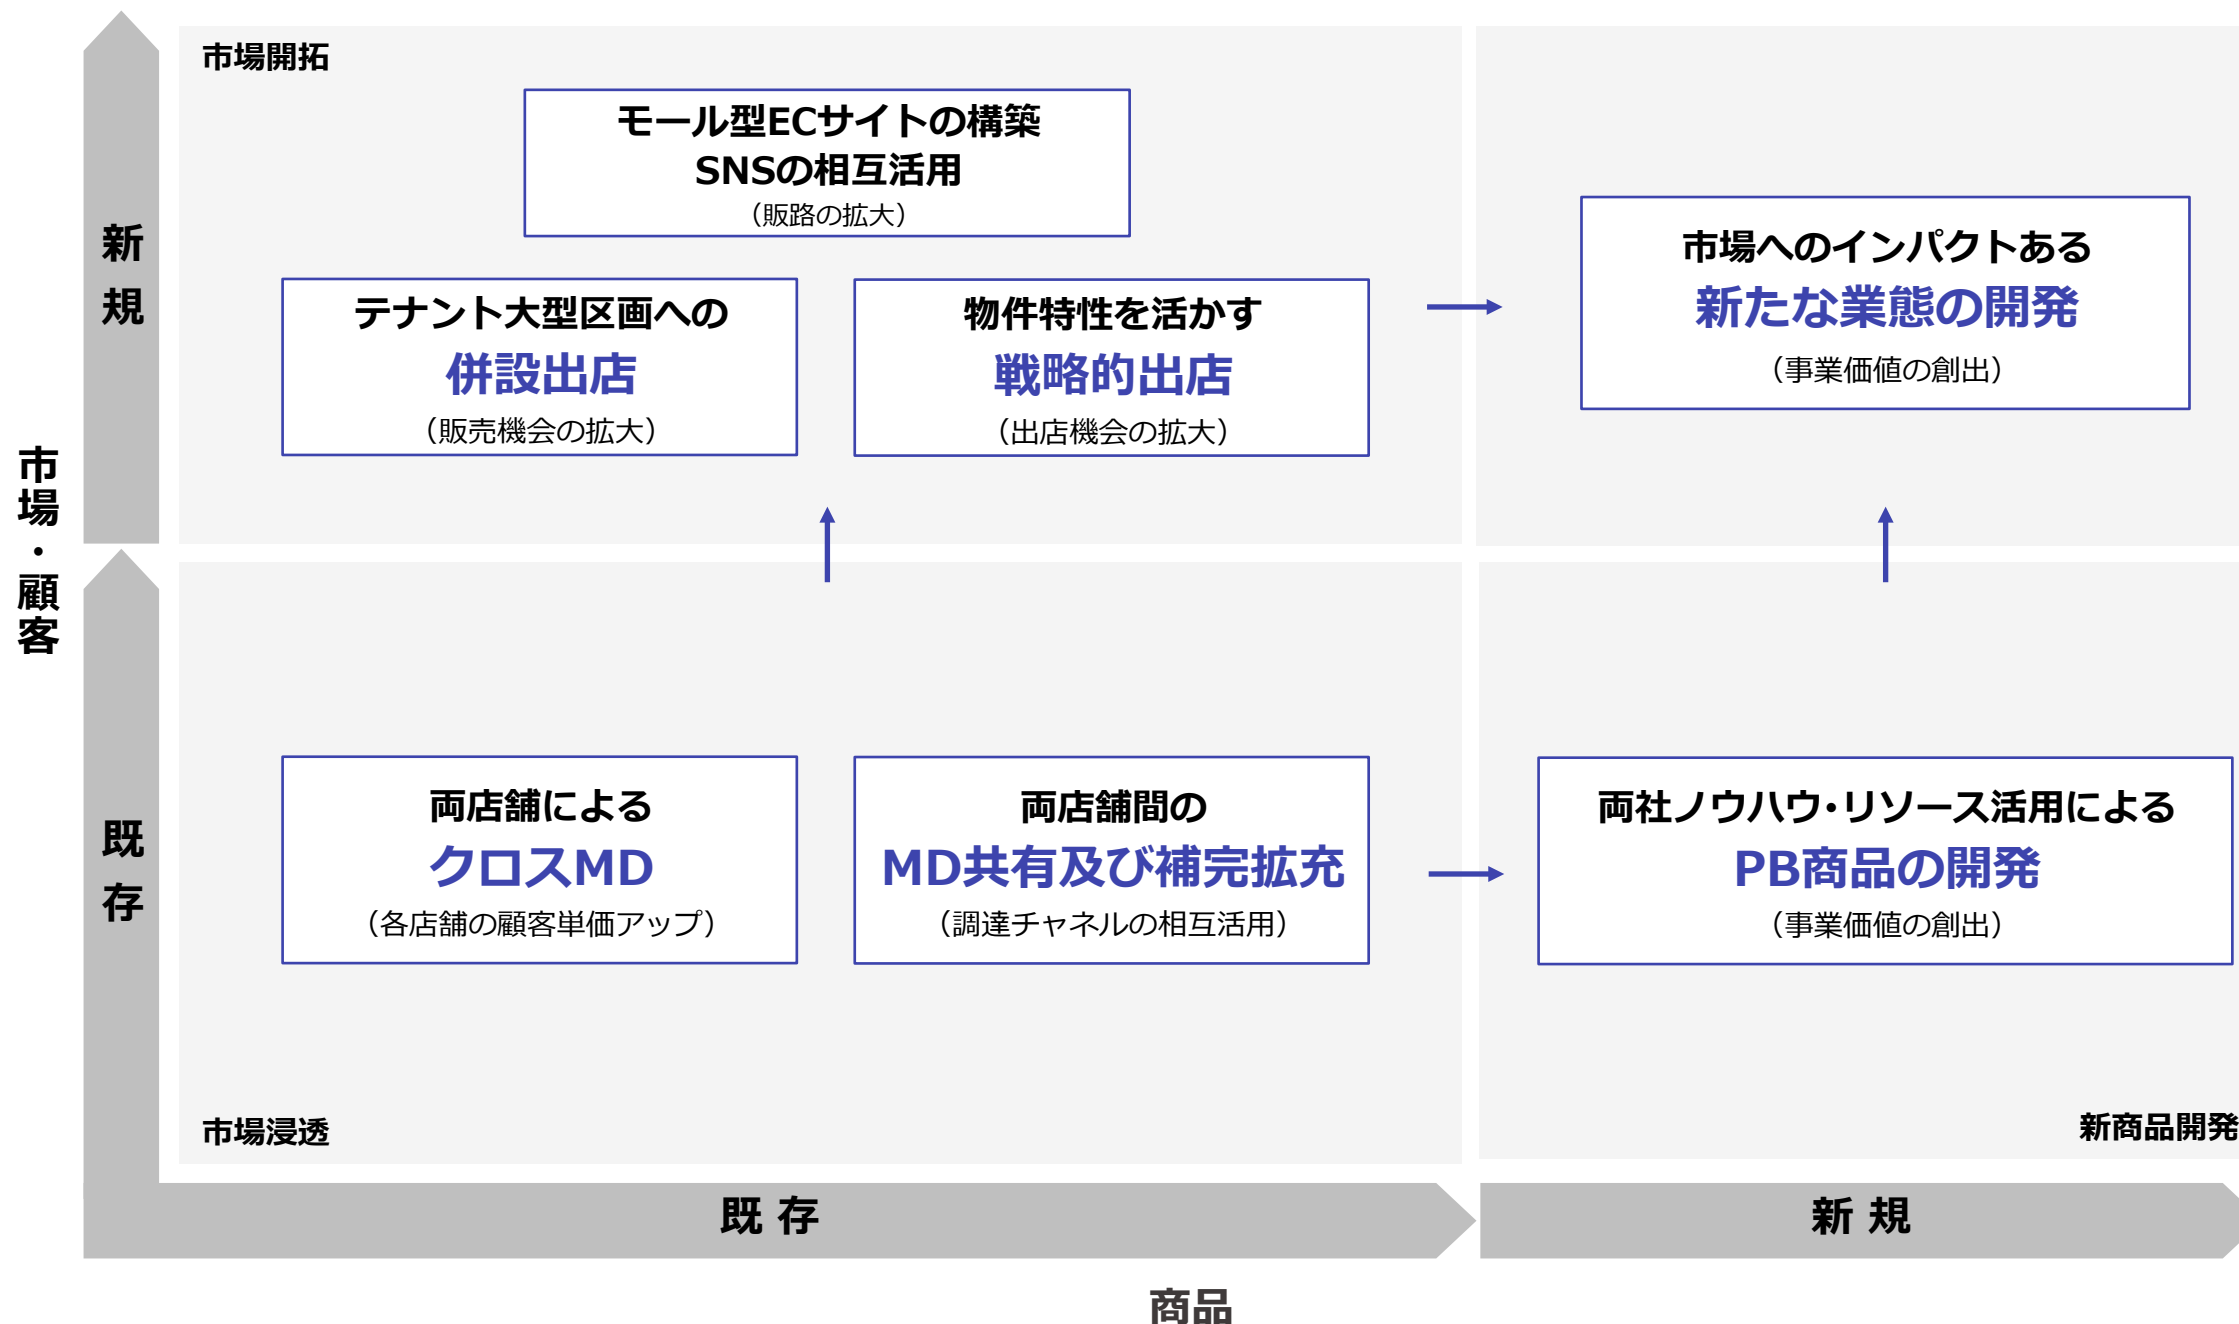 市場開拓
モール型ECサイトの構築
SNSの相互活用
（販路の拡大）
テナント大型区画への
併設出店
（販売機会の拡大）
物件特性を活かす
戦略的出店
（出店機会の拡大）
市場へのインパクトある
新たな業態の開発
（事業価値の創出）
新規
市場・顧客
既存
両店舗による
クロスMD
（各店舗の顧客単価アップ）
両店舗間の
MD共有及び補完拡充
（調達チャネルの相互活用）
両社ノウハウ・リソース活用による
PB商品の開発
（事業価値の創出）
市場浸透
新商品開発
既 存
新 規
商品